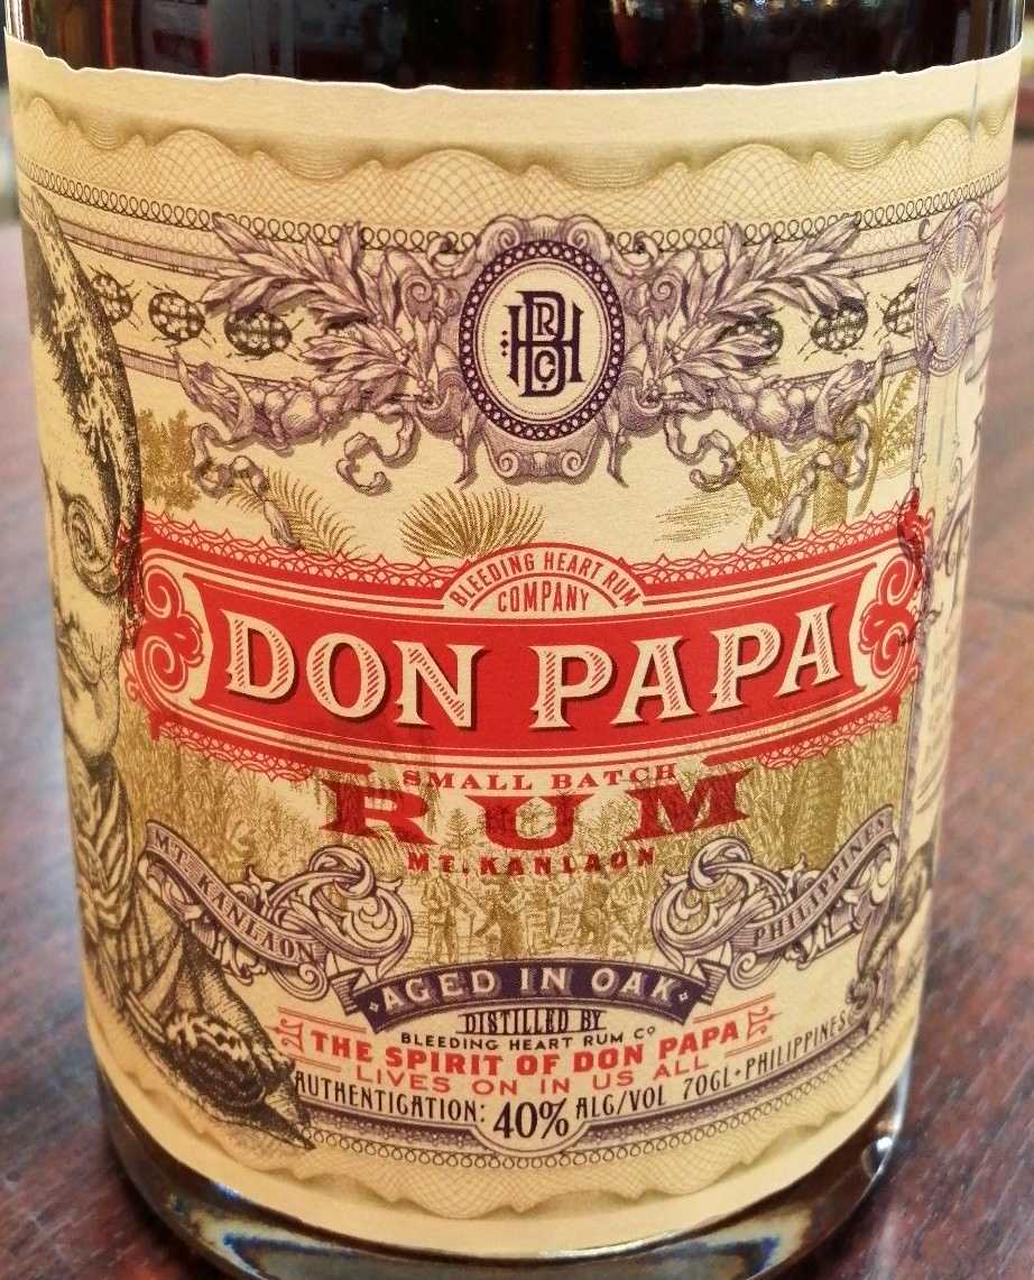 BHRCo
BLEEDING HEART RUM
COMPANY
DON PAPA
SMALL BATCH
RUM
MT. KANLAON
MT. KANLAON
PHILIPPINES
AGED IN OAK
DISTILLED BY
BLEEDING HEART RUM Co
THE SPIRIT OF DON PAPA
LIVES ON IN US ALL
AUTHENTICATION: 40% ALC/VOL 70CL • PHILIPPINES